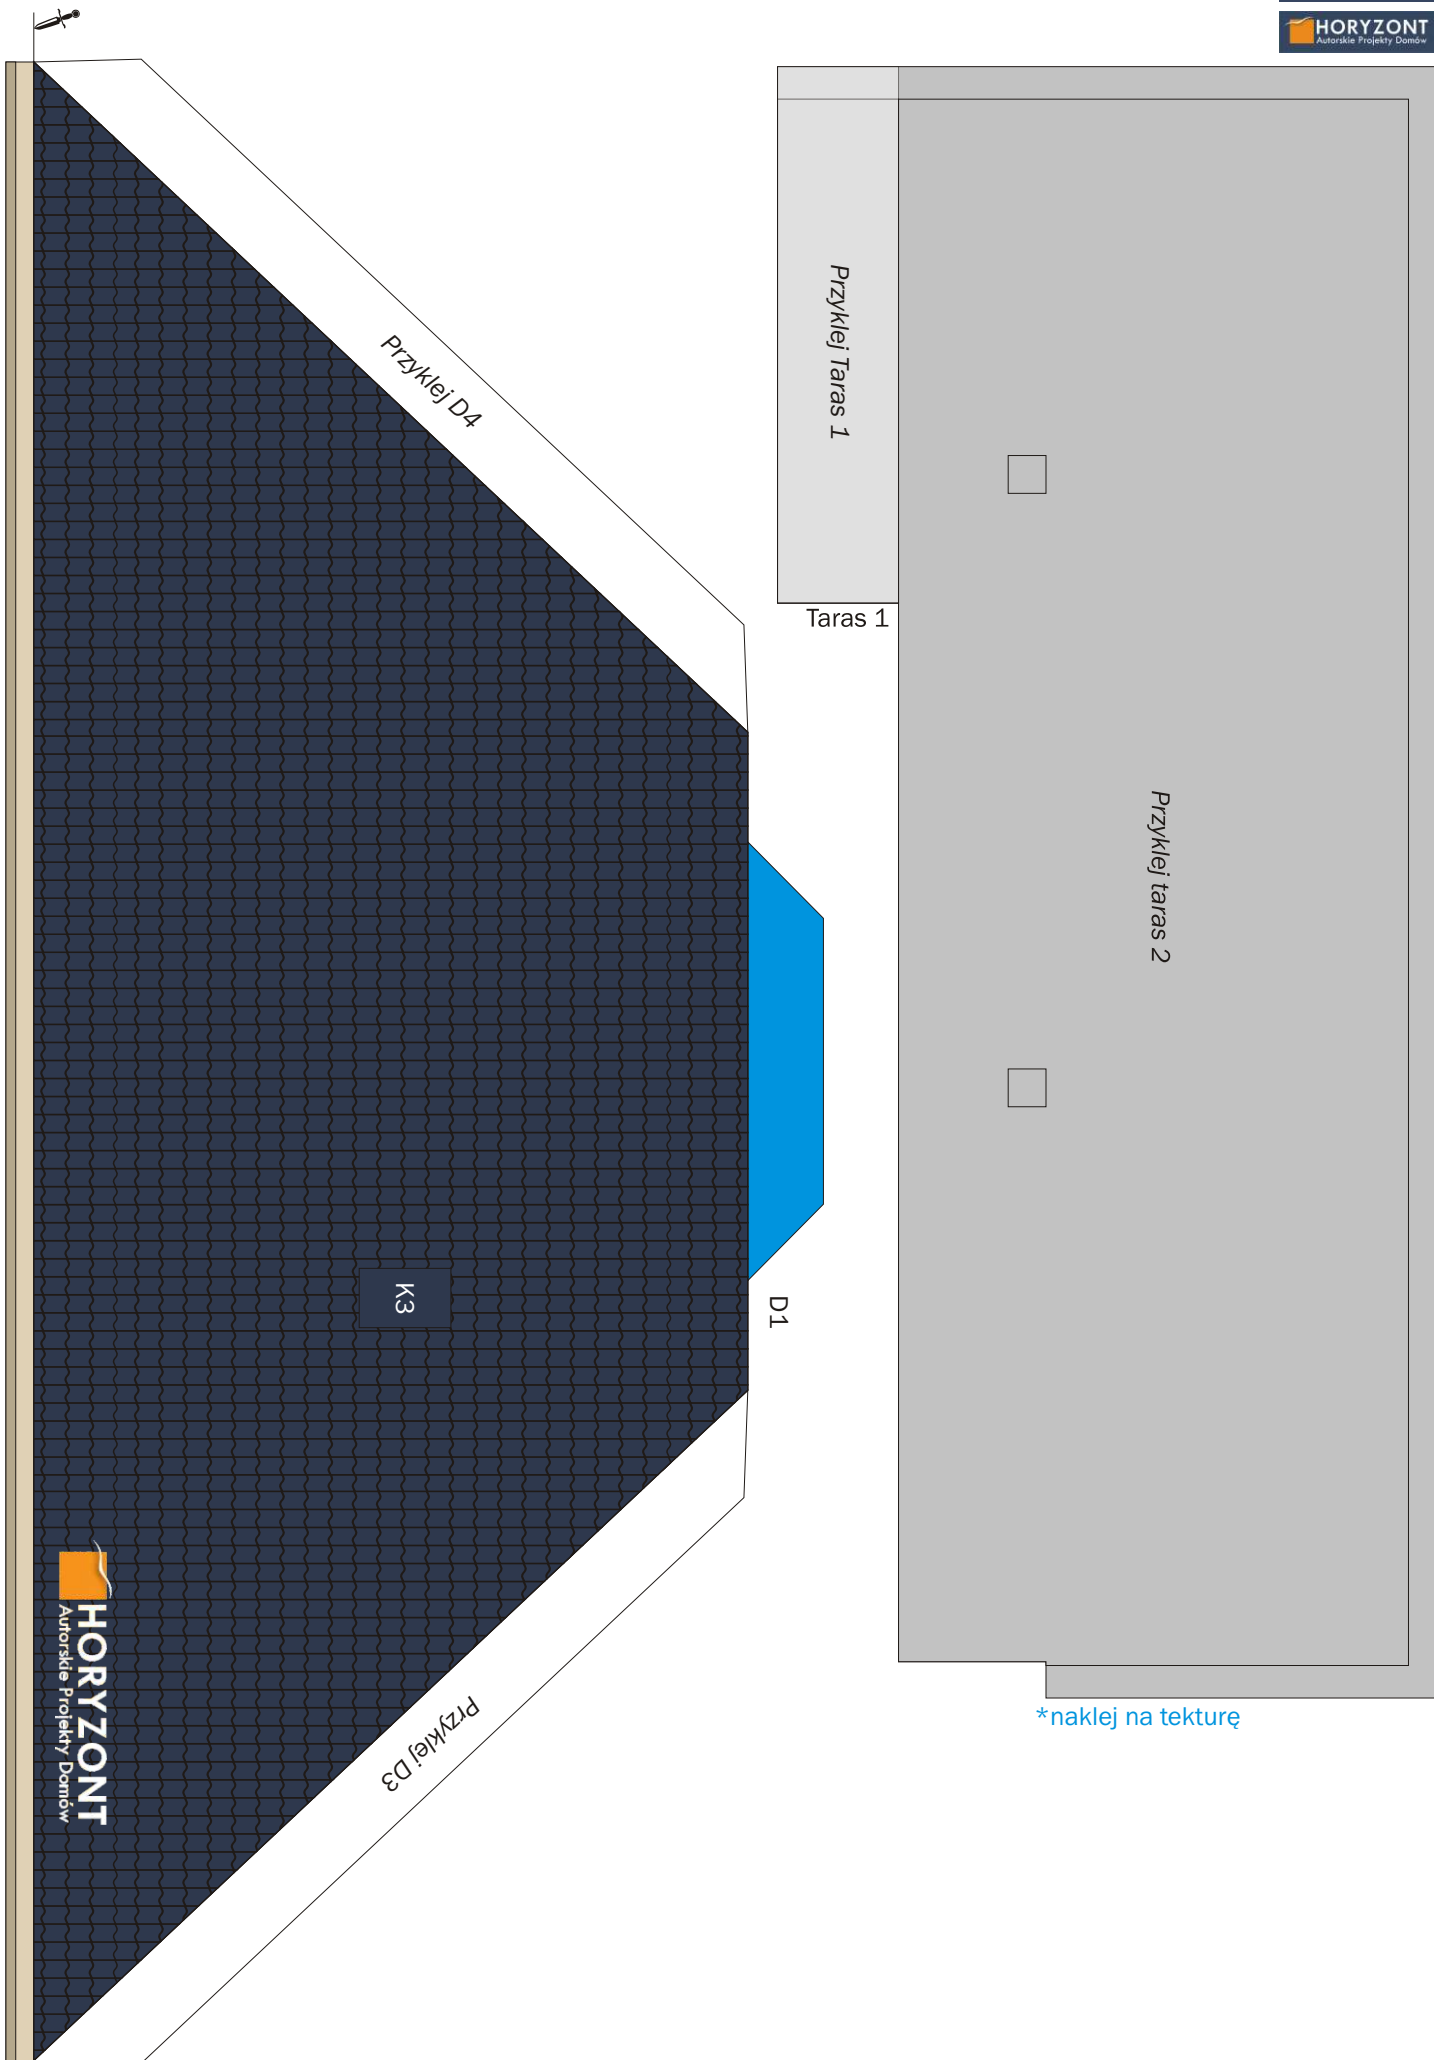 HORYZONT
Autorskie Projekty Domów
Przyklej D4
Przyklej Taras 1
Taras 1
Przyklej taras 2
K3
D1
HORYZONT
Autorskie Projekty Domów
Przyklej D3
*naklej na tekturę